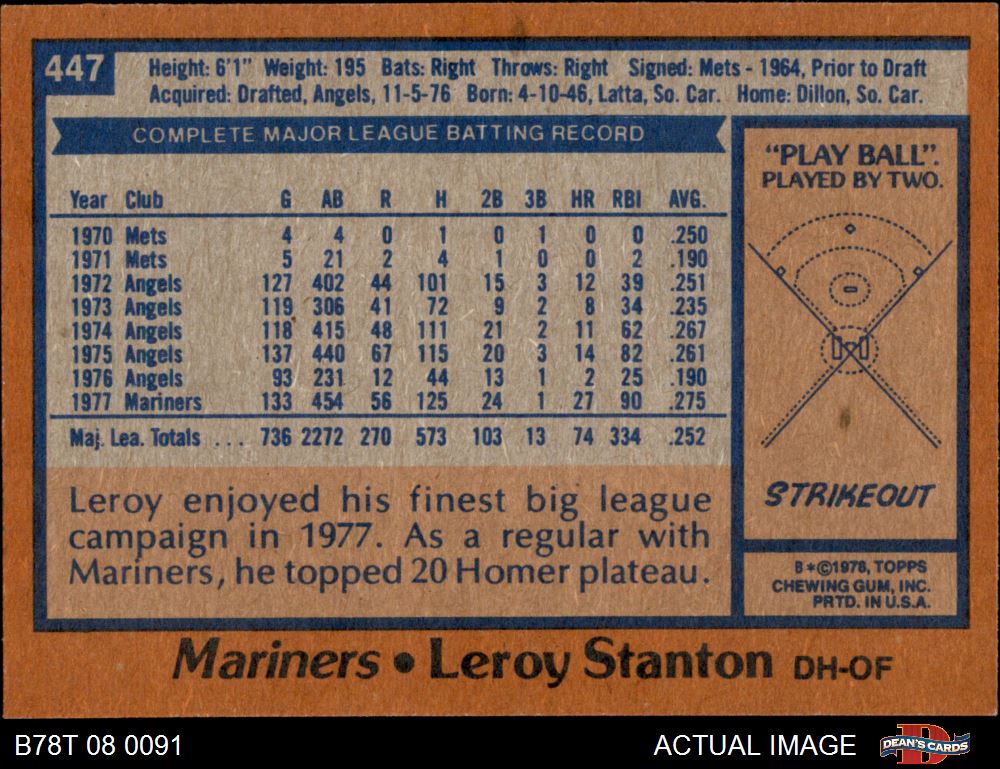 447
Height: 6'1" Weight: 195 Bats: Right Throws: Right Signed: Mets - 1964, Prior to Draft
Acquired: Drafted, Angels, 11-5-76 Born: 4-10-46, Latta, So. Car. Home: Dillon, So. Car.
COMPLETE MAJOR LEAGUE BATTING RECORD
Year Club G AB R H 2B 3B HR RBI AVG.
1970 Mets 4 4 0 1 0 1 0 0 .250
1971 Mets 5 21 2 4 1 0 0 2 .190
1972 Angels 127 402 44 101 15 3 12 39 .251
1973 Angels 119 306 41 72 9 2 8 34 .235
1974 Angels 118 415 48 111 21 2 11 62 .267
1975 Angels 137 440 67 115 20 3 14 82 .261
1976 Angels 93 231 12 44 13 1 2 25 .190
1977 Mariners 133 454 56 125 24 1 27 90 .275
Maj. Lea. Totals ... 736 2272 270 573 103 13 74 334 .252
Leroy enjoyed his finest big league
campaign in 1977. As a regular with
Mariners, he topped 20 Homer plateau.
"PLAY BALL".
PLAYED BY TWO.
STRIKEOUT
B*©1978, TOPPS
CHEWING GUM, INC.
PRTD. IN U.S.A.
Mariners • Leroy Stanton DH-OF
B78T 08 0091
ACTUAL IMAGE
DEAN'S CARDS